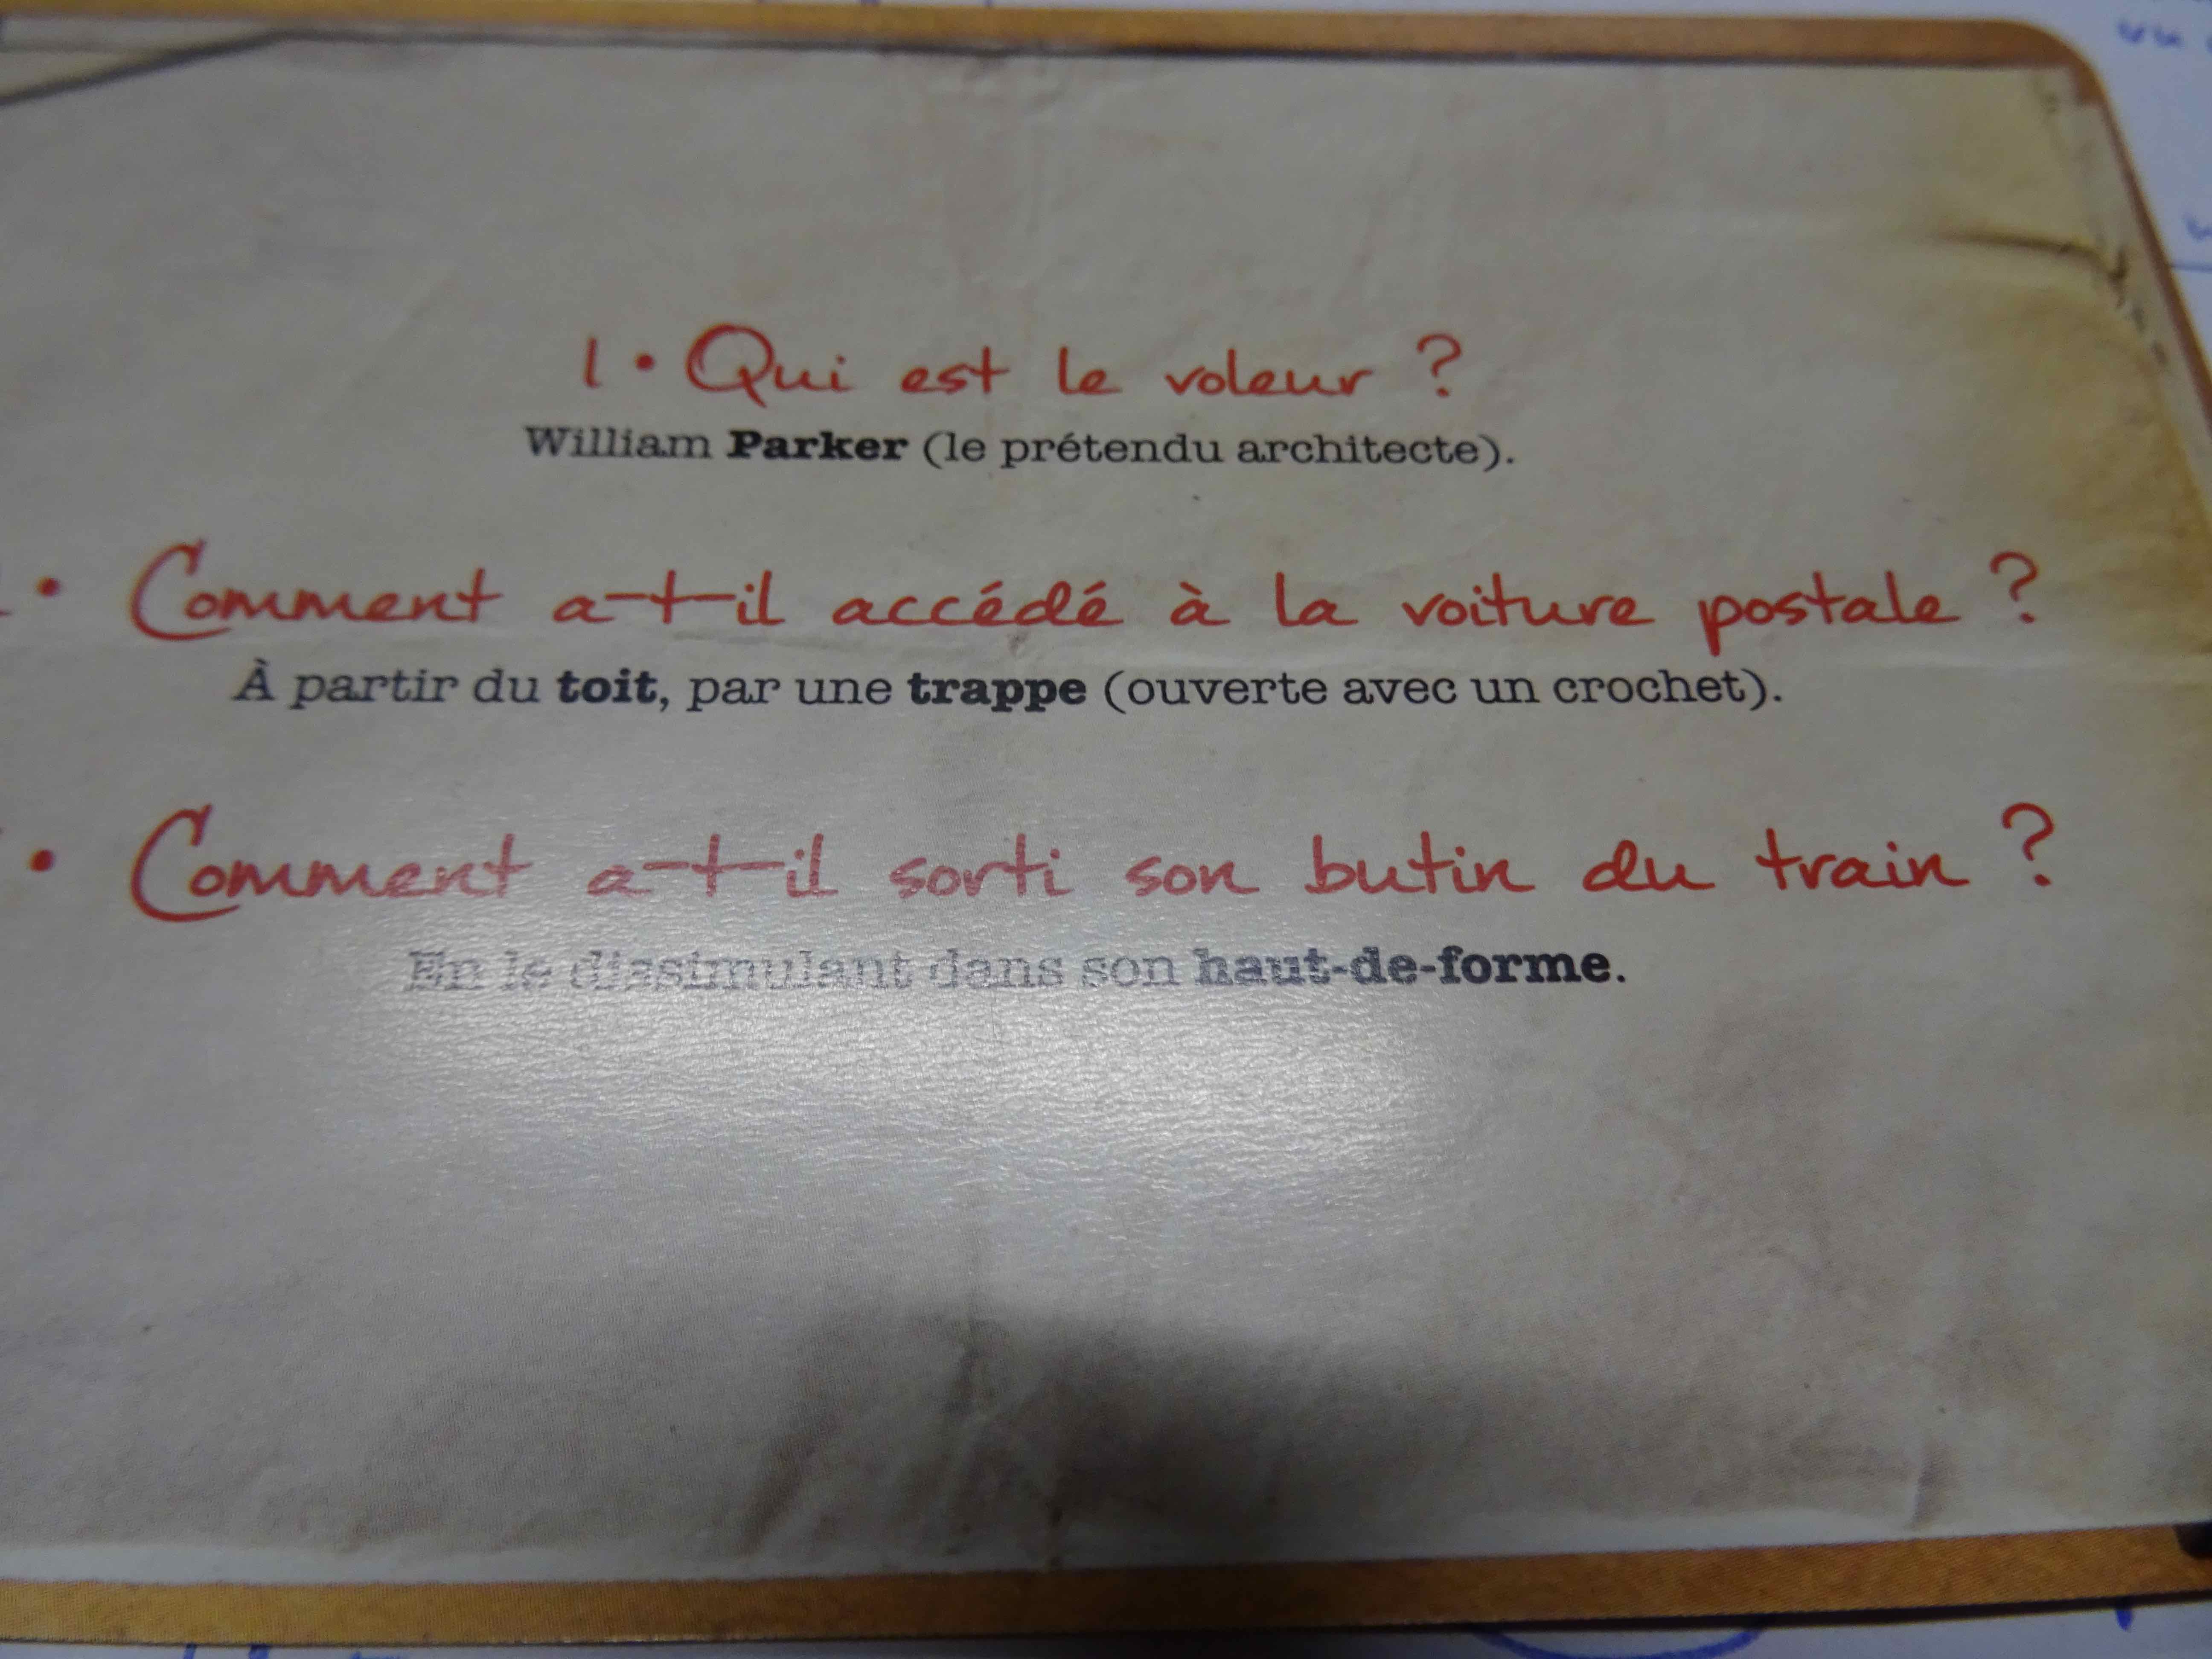 1 • Qui est le voleur ?
William Parker (le prétendu architecte).
• Comment a-t-il accédé à la voiture postale ?
À partir du toit, par une trappe (ouverte avec un crochet).
• Comment a-t-il sorti son butin du train ?
En le dissimulant dans son haut-de-forme.